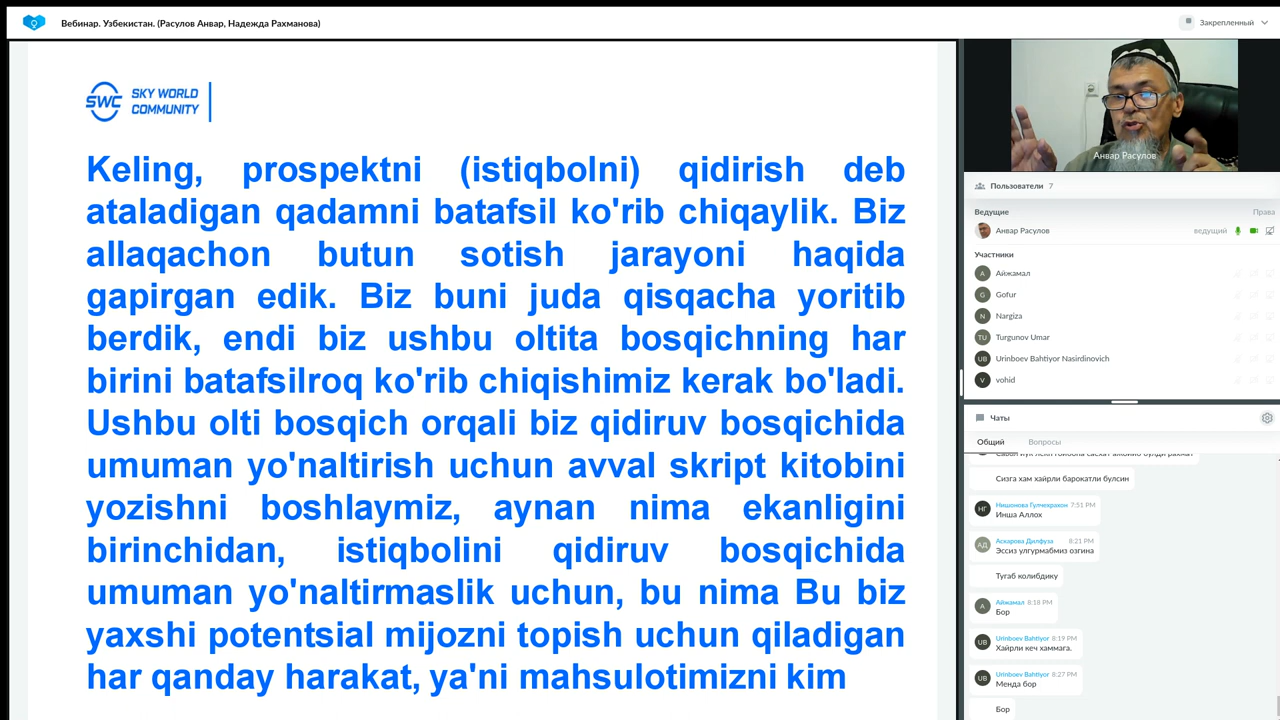 Вебинар. Узбекистан. (Расулов Анвар, Надежда Рахманова)
Закрепленный
SWC
SKY WORLD
COMMUNITY
Keling, prospektni (istiqbolni) qidirish deb
ataladigan qadamni batafsil ko'rib chiqaylik. Biz
allaqachon butun sotish jarayoni haqida
gapirgan edik. Biz buni juda qisqacha yoritib
berdik, endi biz ushbu oltita bosqichning har
birini batafsilroq ko'rib chiqishimiz kerak bo'ladi.
Ushbu olti bosqich orqali biz qidiruv bosqichida
umuman yo'naltirish uchun avval skript kitobini
yozishni boshlaymiz, aynan nima ekanligini
birinchidan, istiqbolini qidiruv bosqichida
umuman yo'naltirmaslik uchun, bu nima Bu biz
yaxshi potentsial mijozni topish uchun qiladigan
har qanday harakat, ya'ni mahsulotimizni kim
Анвар Расулов
Пользователи 7
Ведущие Права
Анвар Расулов ведущий
Участники
A Айжамал
G Gofur
N Nargiza
TU Turgunov Umar
UB Urinboev Bahtiyor Nasirdinovich
V vohid
Чаты
Общий Вопросы
Сизга хам хайрли барокатли булсин
НГ Нишонова Гулчехрахон 7:51 PM
Инша Аллох
АД Аскарова Дилфуза 8:21 PM
Эссиз улгурмабмиз озгина
Тугаб колибдику
A Айжамал 8:18 PM
Бор
UB Urinboev Bahtiyor 8:19 PM
Хайрли кеч хаммага.
UB Urinboev Bahtiyor 8:27 PM
Менда бор
Бор